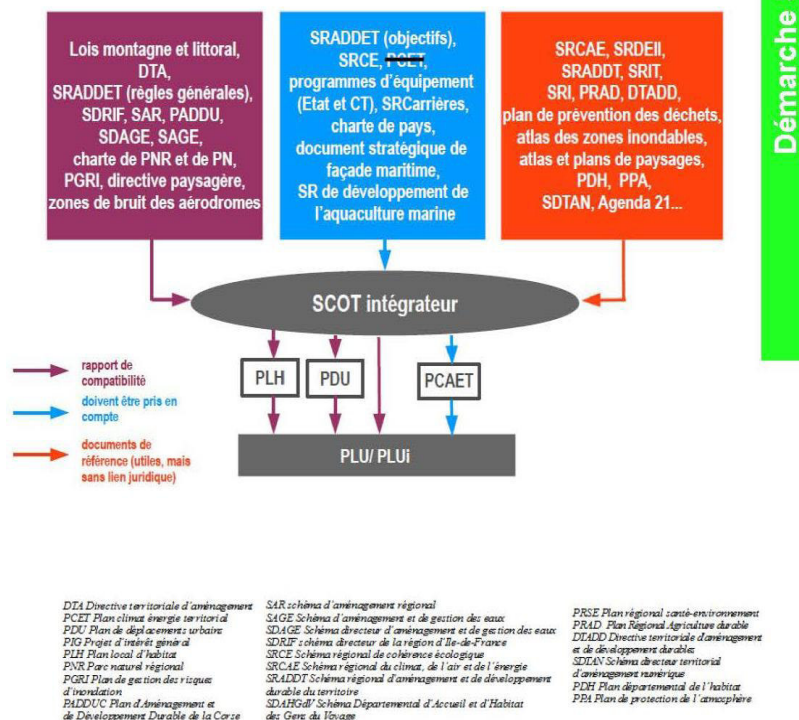 Démarche
Lois montagne et littoral,
DTA,
SRADDET (règles générales),
SDRIF, SAR, PADDU,
SDAGE, SAGE,
charte de PNR et de PN,
PGRI, directive paysagère,
zones de bruit des aérodromes
SRADDET (objectifs),
SRCE, PCET,
programmes d'équipement
(Etat et CT), SRCarrières,
charte de pays,
document stratégique de
façade maritime,
SR de développement de
l'aquaculture marine
SRCAE, SRDEII,
SRADDT, SRIT,
SRI, PRAD, DTADD,
plan de prévention des déchets,
atlas des zones inondables,
atlas et plans de paysages,
PDH, PPA,
SDTAN, Agenda 21...
SCOT intégrateur
rapport de
compatibilité
doivent être pris en
compte
documents de
référence (utiles, mais
sans lien juridique)
PLH
PDU
PCAET
PLU/ PLUi
DTA Directive territoriale d'aménagement
PCET Plan climat énergie territorial
PDU Plan de déplacements urbains
PIG Projet d'intérêt général
PLH Plan local d'habitat
PNR Parc naturel régional
PGRI Plan de gestion des risques
d'inondation
PADDUC Plan d'Aménagement et
de Développement Durable de la Corse
SAR schéma d'aménagement régional
SAGE Schéma d'aménagement et de gestion des eaux
SDAGE Schéma directeur d'aménagement et de gestion des eaux
SDRIF schéma directeur de la région d'Ile-de-France
SRCE Schéma régional de cohérence écologique
SRCAE Schéma régional du climat, de l'air et de l'énergie
SRADDT Schéma régional d'aménagement et de développement
durable du territoire
SDAHGdV Schéma Départemental d'Accueil et d'Habitat
des Gens du Voyage
PRSE Plan régional santé-environnement
PRAD Plan Régional Agriculture durable
DTADD Directive territoriale d'aménagement
et de développement durables
SDTAN Schéma directeur territorial
d'aménagement numérique
PDH Plan départemental de l'habitat
PPA Plan de protection de l'atmosphère